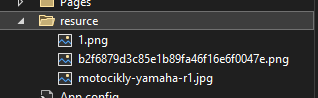 Pages
resurce
1.png
b2f6879d3c85e1b89fa46f16e6f0047e.png
motocikly-yamaha-r1.jpg
App.config